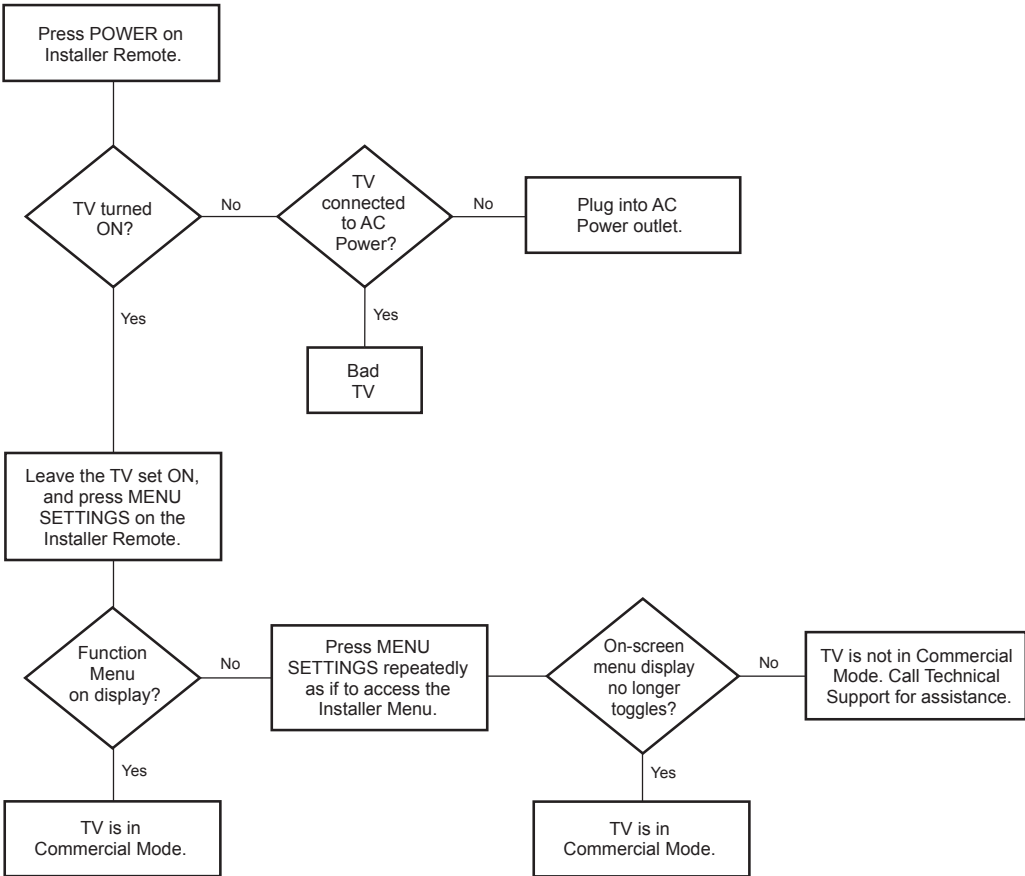 Press POWER on
Installer Remote.
TV turned
ON?
No
TV
connected
to AC
Power?
No
Plug into AC
Power outlet.
Yes
Yes
Bad
TV
Leave the TV set ON,
and press MENU
SETTINGS on the
Installer Remote.
Function
Menu
on display?
No
Press MENU
SETTINGS repeatedly
as if to access the
Installer Menu.
On-screen
menu display
no longer
toggles?
No
TV is not in Commercial
Mode. Call Technical
Support for assistance.
Yes
Yes
TV is in
Commercial Mode.
TV is in
Commercial Mode.